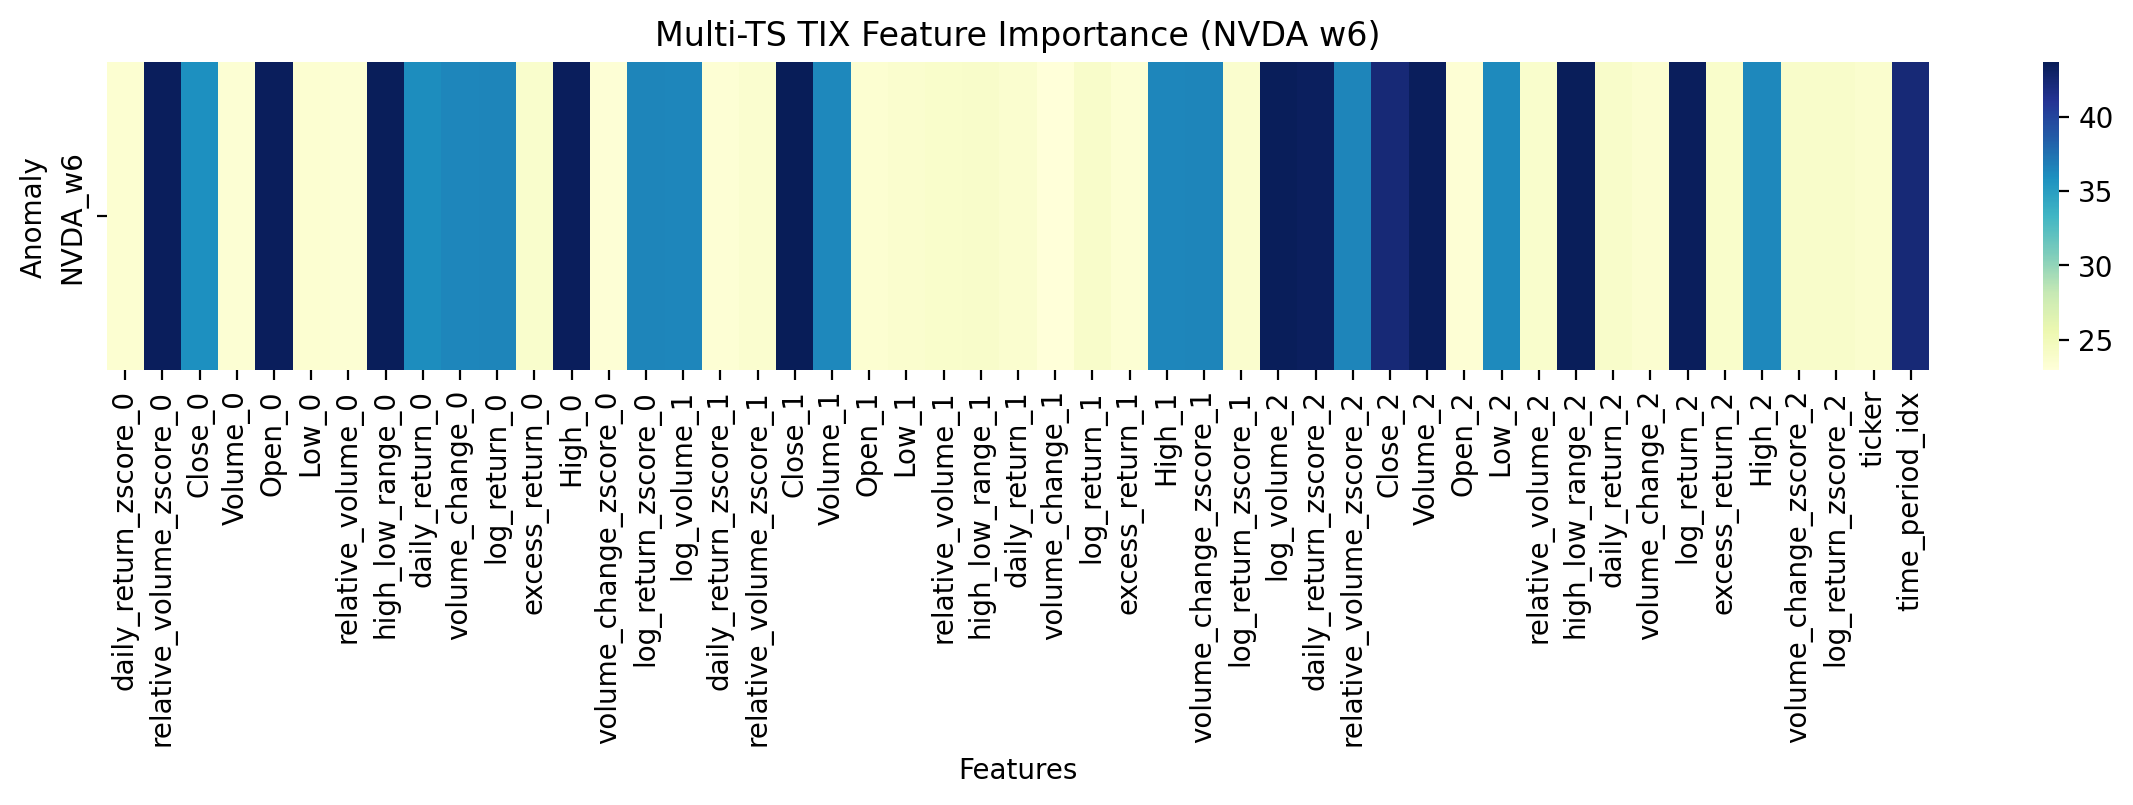 Multi-TS TIX Feature Importance (NVDA w6)
Anomaly
NVDA_w6
40
35
30
25
daily_return_zscore_0
relative_volume_zscore_0
Close_0
Volume_0
Open_0
Low_0
relative_volume_0
high_low_range_0
daily_return_0
volume_change_0
log_return_0
excess_return_0
High_0
volume_change_zscore_0
log_return_zscore_0
log_volume_1
daily_return_zscore_1
relative_volume_zscore_1
Close_1
Volume_1
Open_1
Low_1
relative_volume_1
high_low_range_1
daily_return_1
volume_change_1
log_return_1
excess_return_1
High_1
volume_change_zscore_1
log_return_zscore_1
log_volume_2
daily_return_zscore_2
relative_volume_zscore_2
Close_2
Volume_2
Open_2
Low_2
relative_volume_2
high_low_range_2
daily_return_2
volume_change_2
log_return_2
excess_return_2
High_2
volume_change_zscore_2
log_return_zscore_2
ticker
time_period_idx
Features